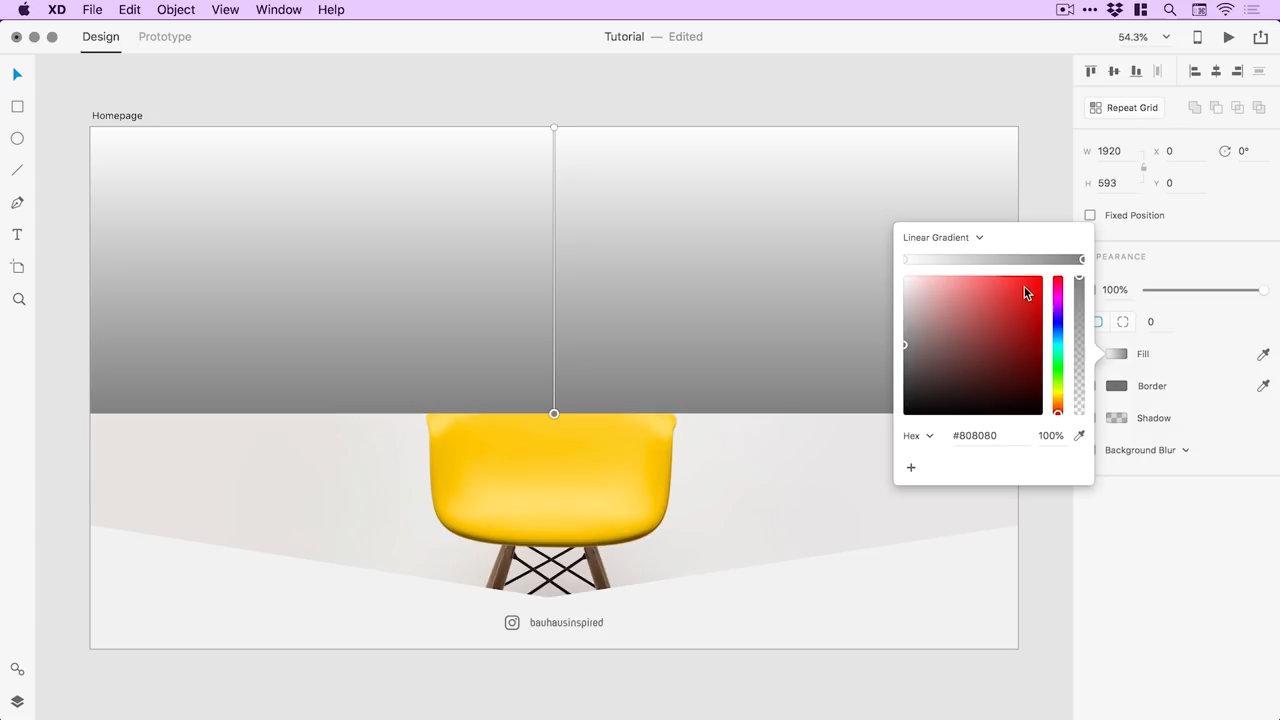 XD File Edit Object View Window Help
Design Prototype Tutorial — Edited 54.3%
Homepage
Repeat Grid
W 1920 X 0 0°
H 593 Y 0
Fixed Position
Linear Gradient
PEARANCE
100%
0
Fill
Border
Shadow
Hex #808080 100%
Background Blur
+
bauhausinspired